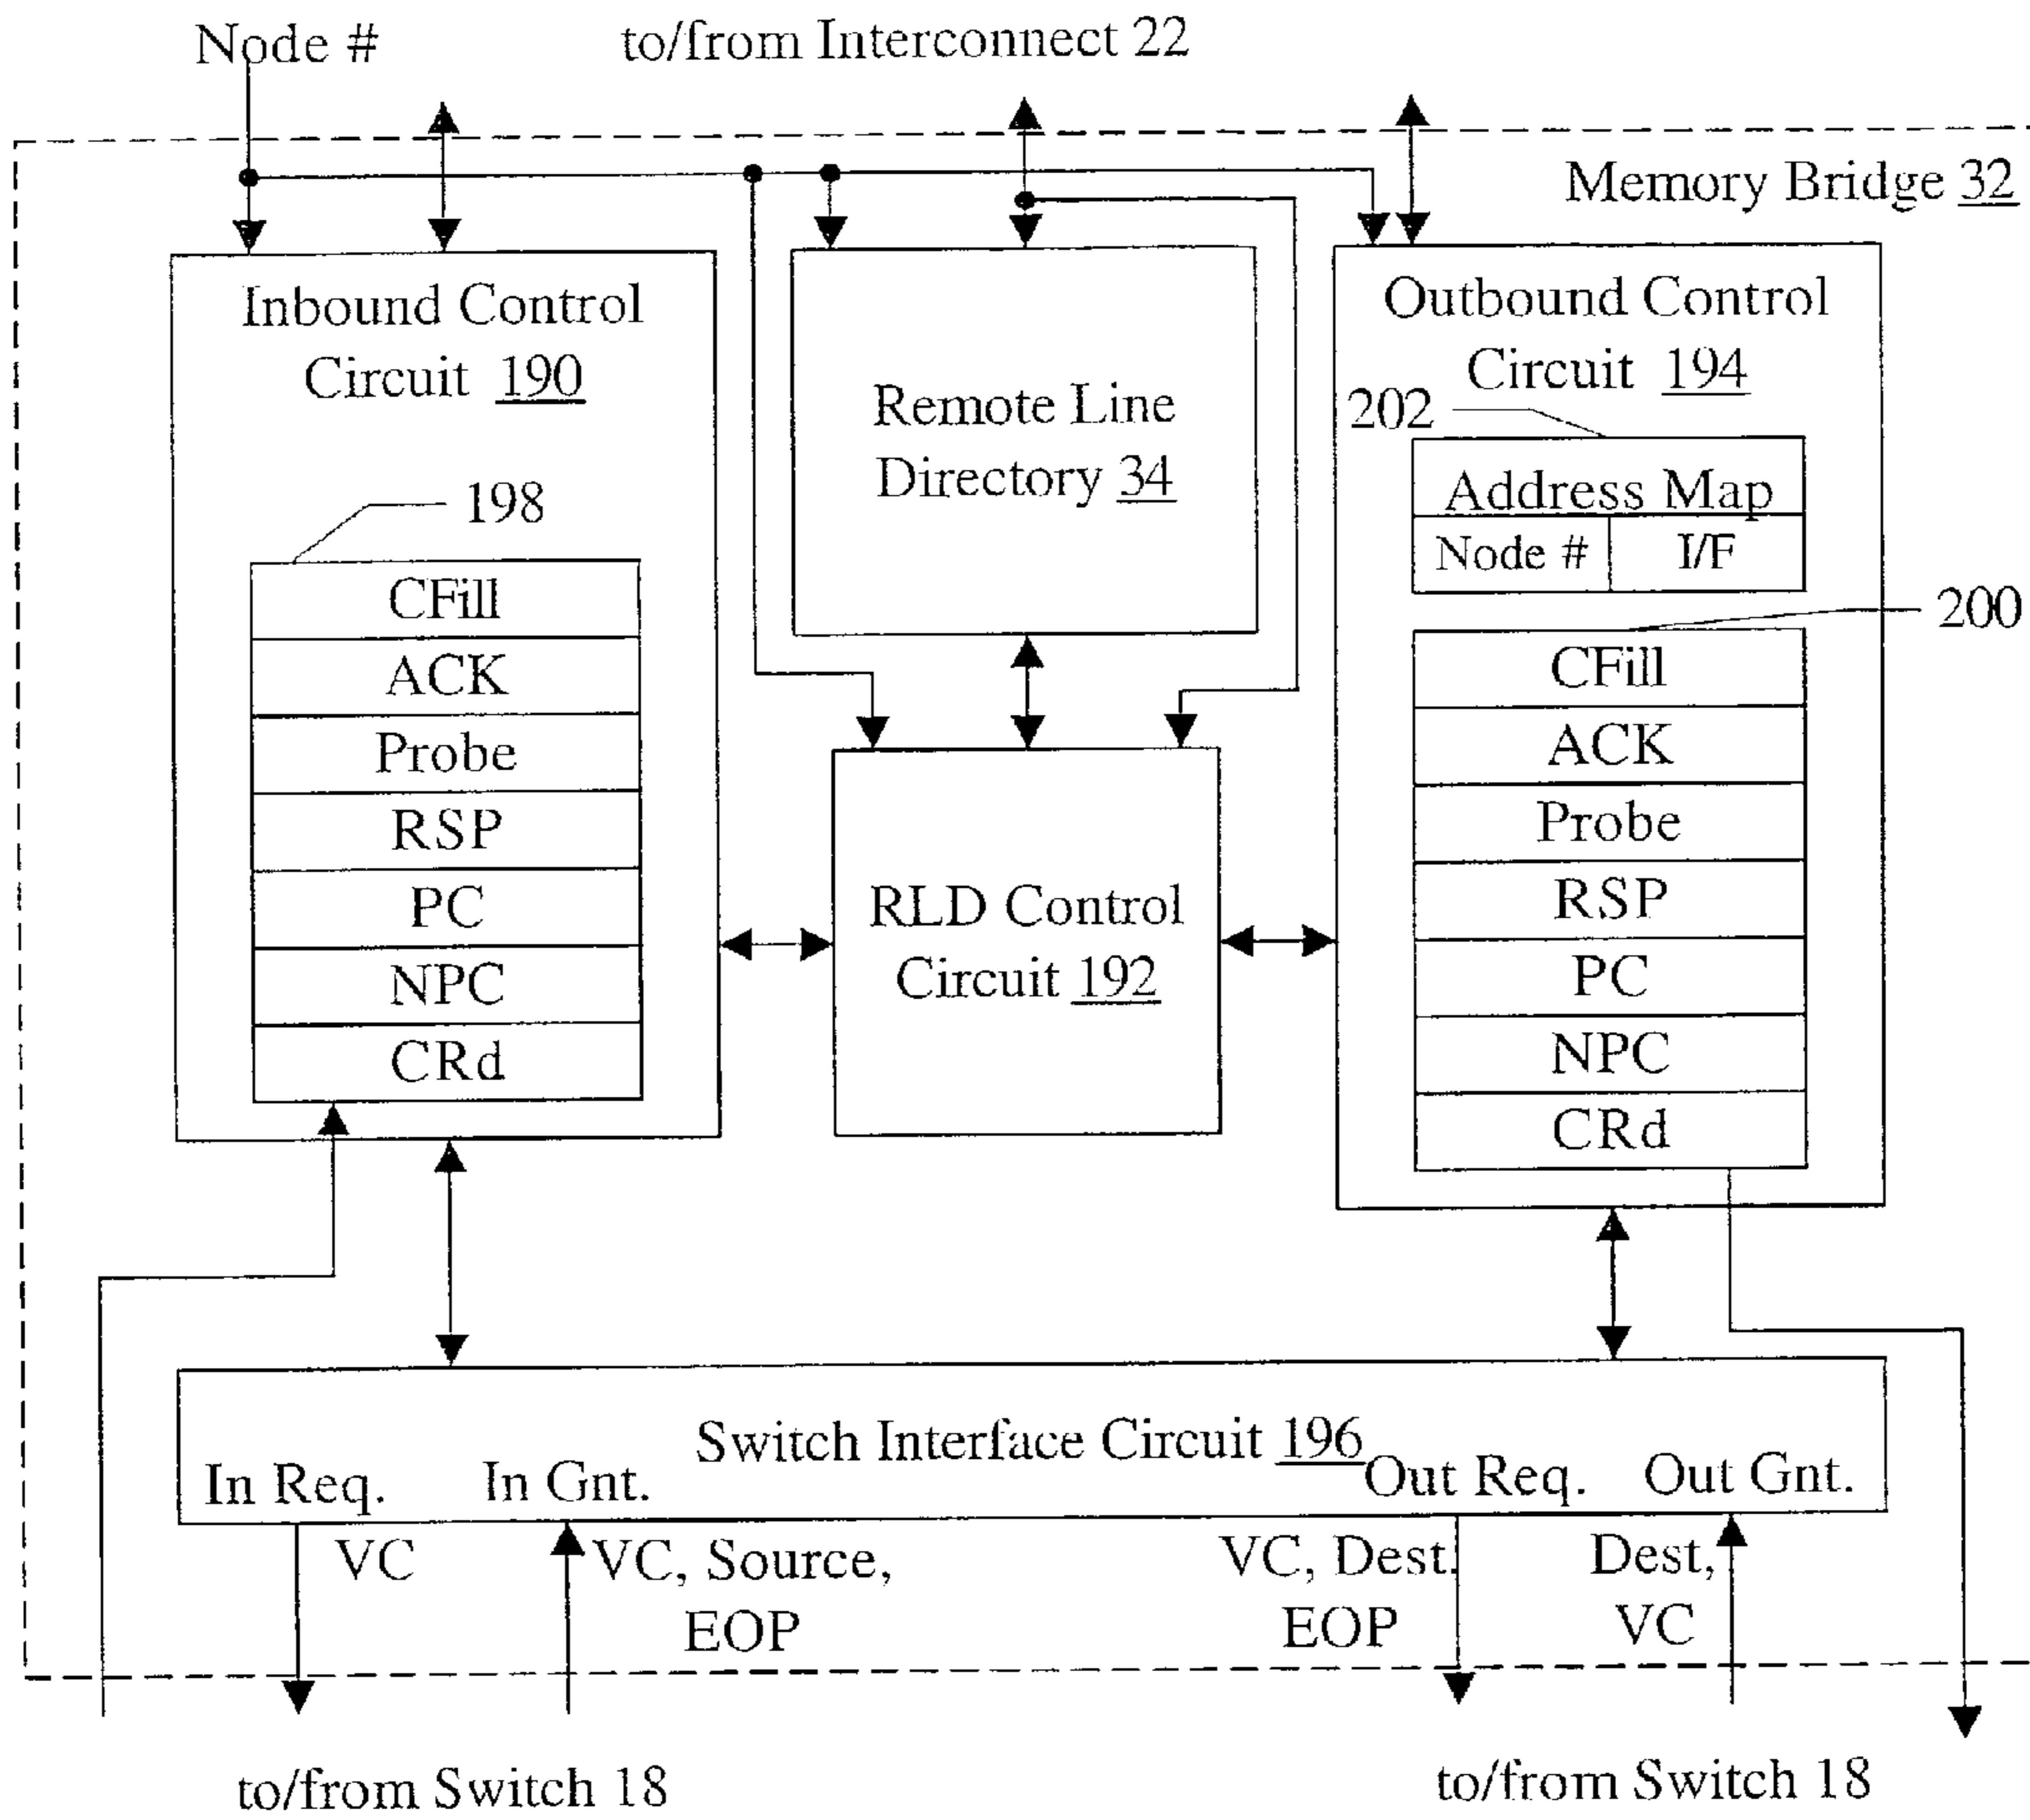 Node #
to/from Interconnect 22
Memory Bridge 32
Inbound Control
Circuit 190
198
CFill
ACK
Probe
RSP
PC
NPC
CRd
Remote Line
Directory 34
RLD Control
Circuit 192
Outbound Control
Circuit 194
202
Address Map
Node #
I/F
200
CFill
ACK
Probe
RSP
PC
NPC
CRd
Switch Interface Circuit 196
In Req.
In Gnt.
Out Req.
Out Gnt.
VC
VC, Source,
EOP
VC, Dest.
EOP
Dest,
VC
to/from Switch 18
to/from Switch 18